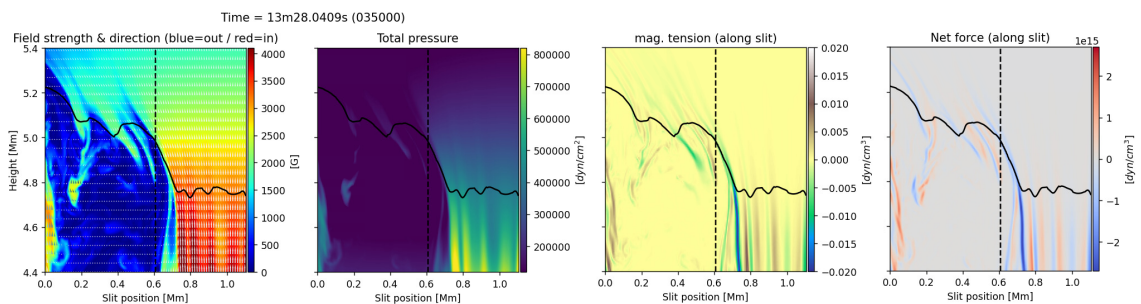 Time = 13m28.0409s (035000)
Field strength & direction (blue=out / red=in)
Total pressure
mag. tension (along slit)
Net force (along slit)
1e15
5.4
5.2
5.0
4.8
4.6
4.4
Height [Mm]
0.0 0.2 0.4 0.6 0.8 1.0
Slit position [Mm]
4000
3500
3000
2500
2000
1500
1000
500
0
[G]
0.0 0.2 0.4 0.6 0.8 1.0
Slit position [Mm]
800000
700000
600000
500000
400000
300000
200000
[dyn/cm²]
0.0 0.2 0.4 0.6 0.8 1.0
Slit position [Mm]
0.020
0.015
0.010
0.005
0.000
−0.005
−0.010
−0.015
−0.020
[dyn/cm³]
0.0 0.2 0.4 0.6 0.8 1.0
Slit position [Mm]
2
1
0
−1
−2
[dyn/cm³]